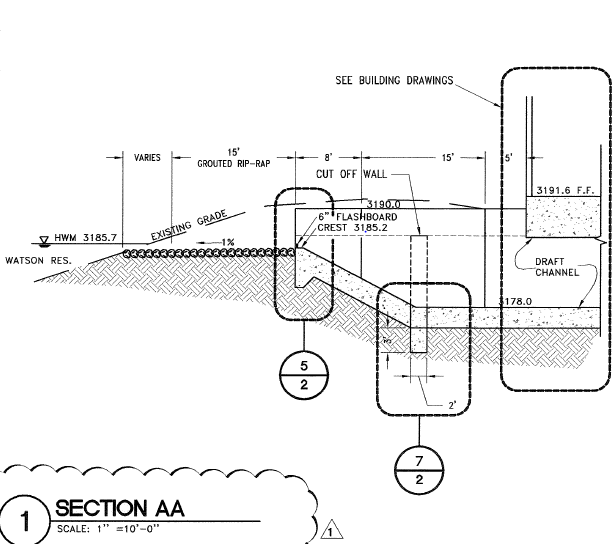 SEE BUILDING DRAWINGS
VARIES
15'
GROUTED RIP-RAP
8'
15'
5'
CUT OFF WALL
3191.6 F.F.
3190.0
6" FLASHBOARD
CREST 3185.2
EXISTING GRADE
HWM 3185.7
1%
WATSON RES.
DRAFT
CHANNEL
3178.0
3'
5
2
2'
7
2
1
SECTION AA
SCALE: 1" =10'-0"
1